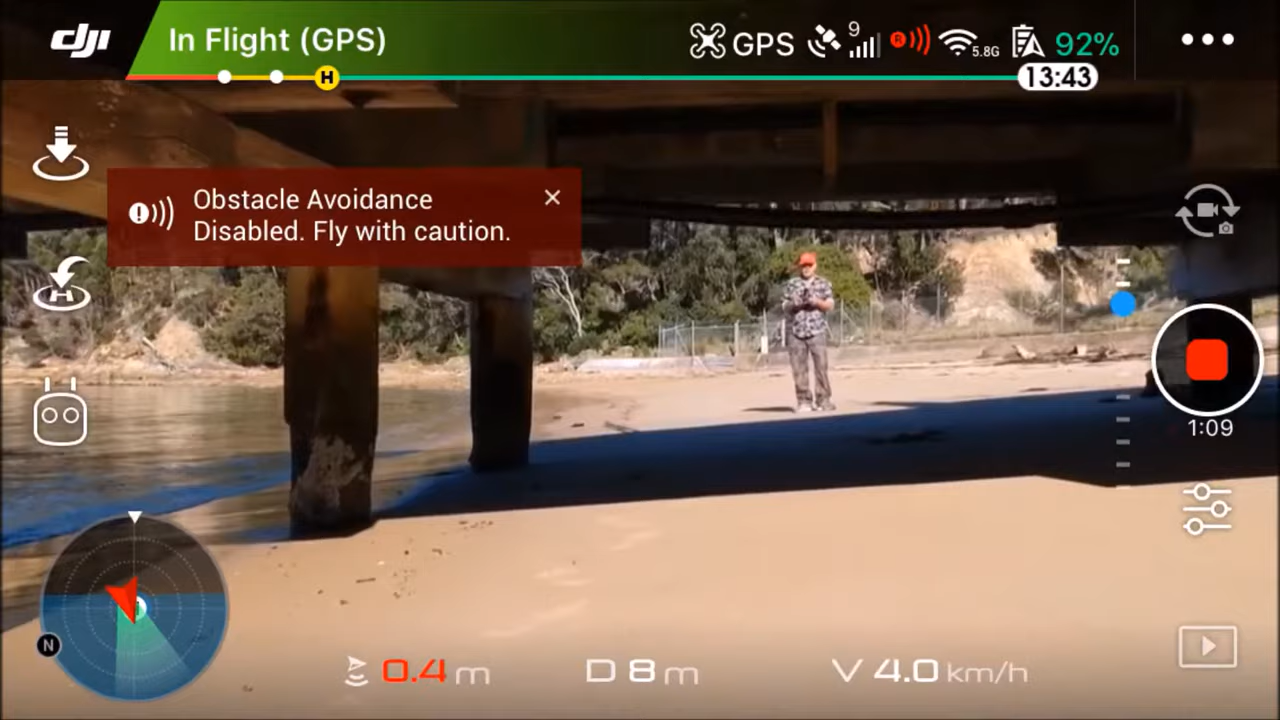 dji
In Flight (GPS)
GPS
9
R
5.8G
92%
H
13:43
Obstacle Avoidance
Disabled. Fly with caution.
1:09
N
0.4 m
D 8 m
V 4.0 km/h